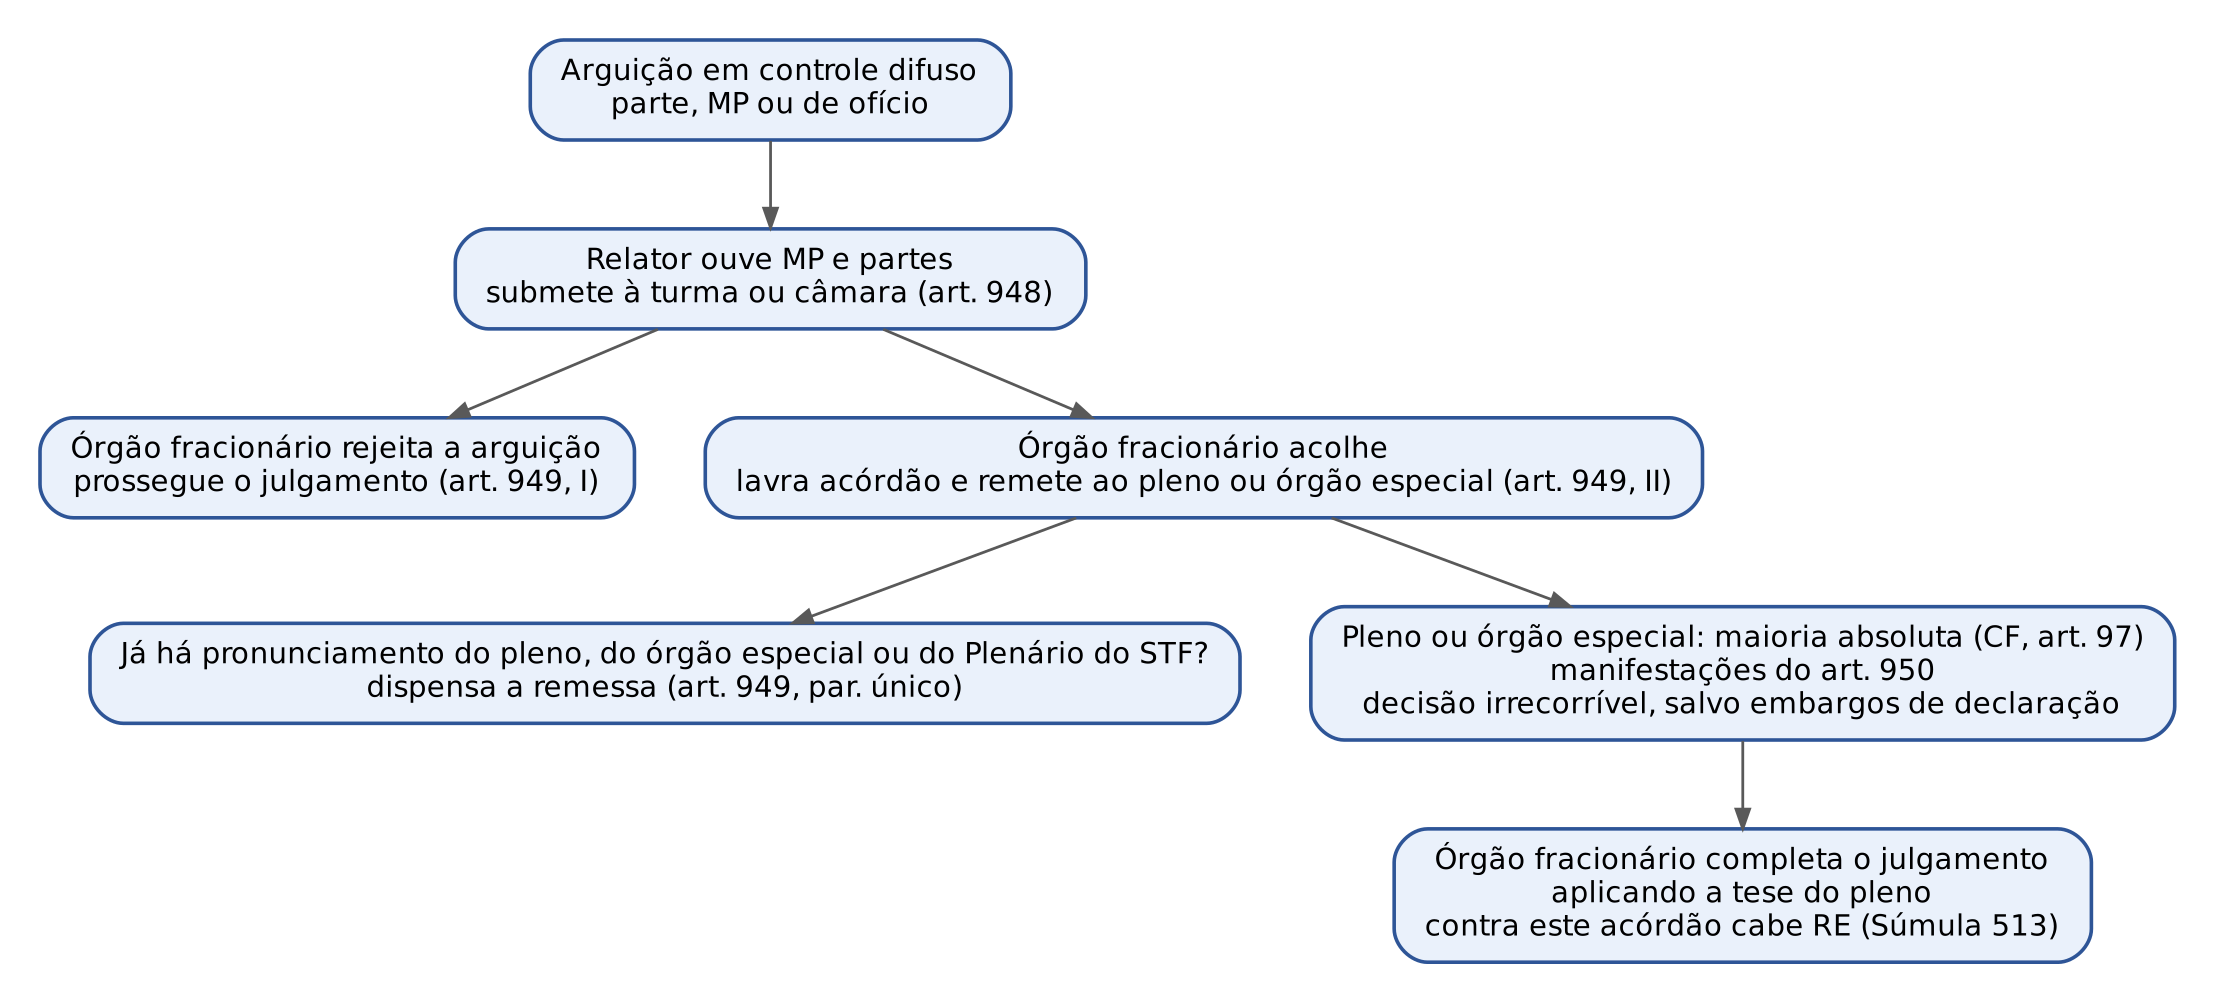 Arguição em controle difuso
parte, MP ou de ofício
Relator ouve MP e partes
submete à turma ou câmara (art. 948)
Órgão fracionário rejeita a arguição
prossegue o julgamento (art. 949, I)
Órgão fracionário acolhe
lavra acórdão e remete ao pleno ou órgão especial (art. 949, II)
Já há pronunciamento do pleno, do órgão especial ou do Plenário do STF?
dispensa a remessa (art. 949, par. único)
Pleno ou órgão especial: maioria absoluta (CF, art. 97)
manifestações do art. 950
decisão irrecorrível, salvo embargos de declaração
Órgão fracionário completa o julgamento
aplicando a tese do pleno
contra este acórdão cabe RE (Súmula 513)